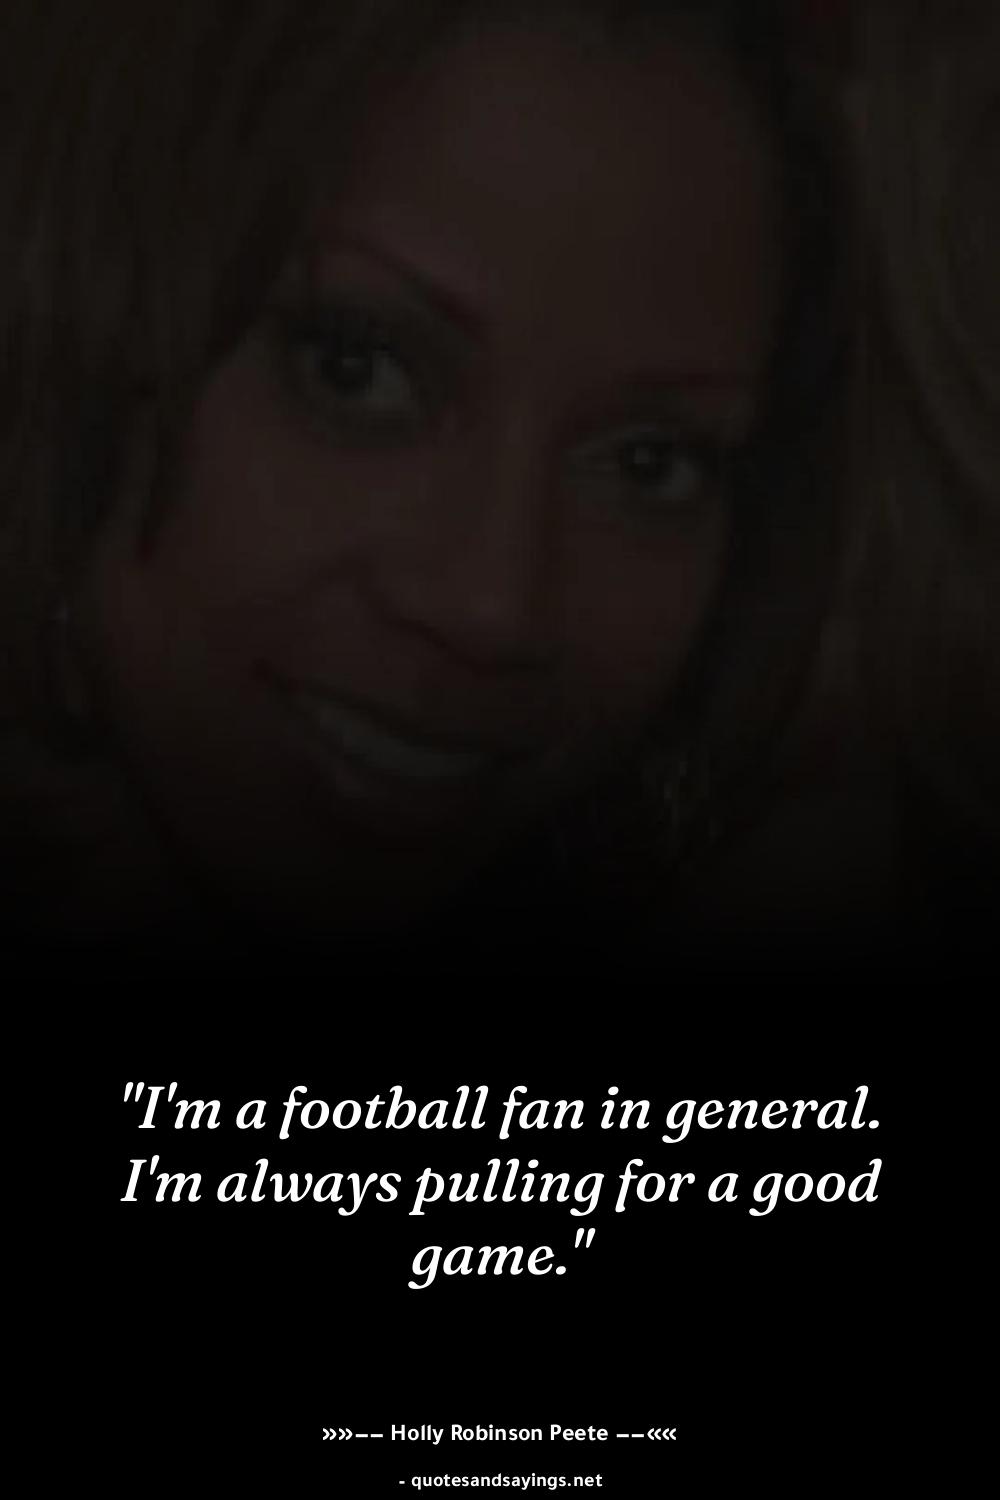 "I'm a football fan in general.
I'm always pulling for a good
game."
»»−− Holly Robinson Peete −−««
- quotesandsayings.net